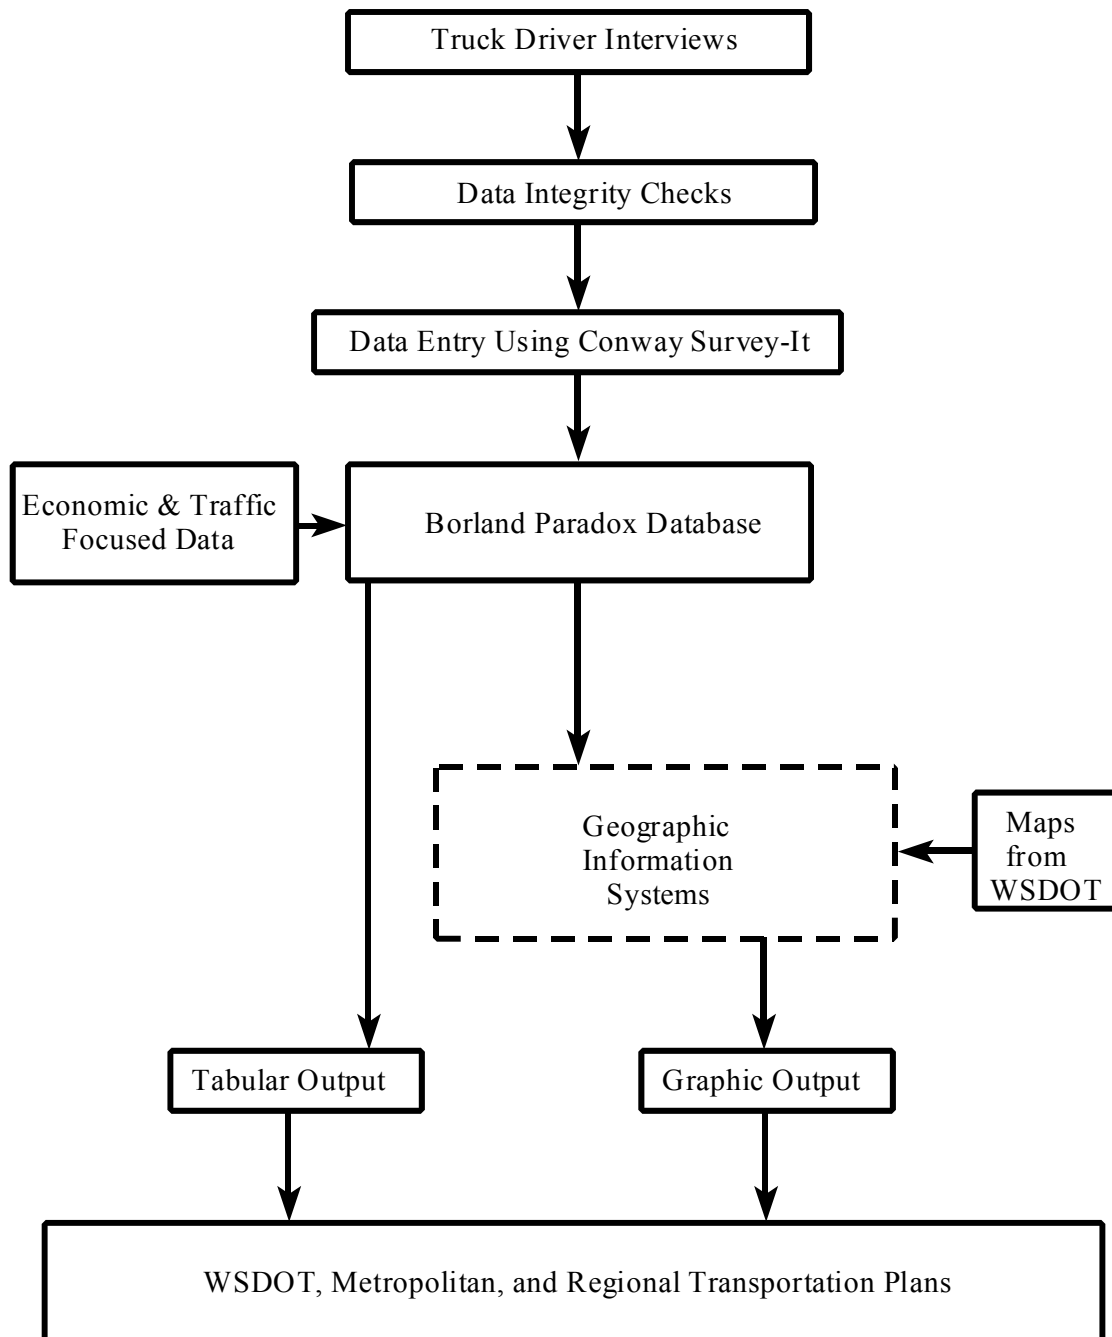 Truck Driver Interviews
Data Integrity Checks
Data Entry Using Conway Survey-It
Economic & Traffic
Focused Data
Borland Paradox Database
Geographic
Information
Systems
Maps
from
WSDOT
Tabular Output
Graphic Output
WSDOT, Metropolitan, and Regional Transportation Plans